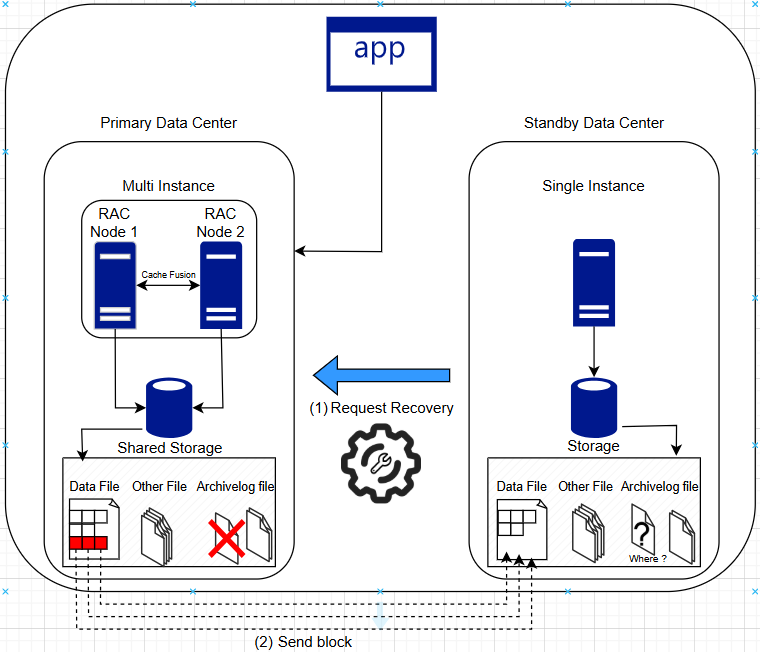 app
Primary Data Center
Standby Data Center
Multi Instance
Single Instance
RAC
Node 1
RAC
Node 2
Cache Fusion
(1) Request Recovery
Shared Storage
Storage
Data File
Other File
Archivelog file
Data File
Other File
Archivelog file
?
Where ?
(2) Send block